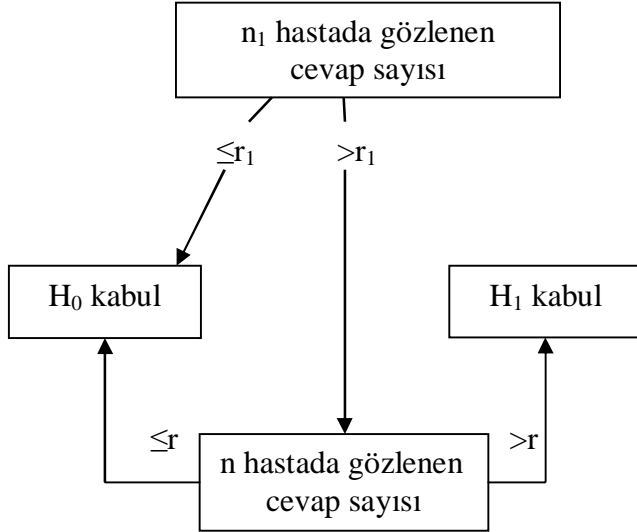 n₁ hastada gözlenen
cevap sayısı
≤r₁
>r₁
H₀ kabul
H₁ kabul
≤r
>r
n hastada gözlenen
cevap sayısı